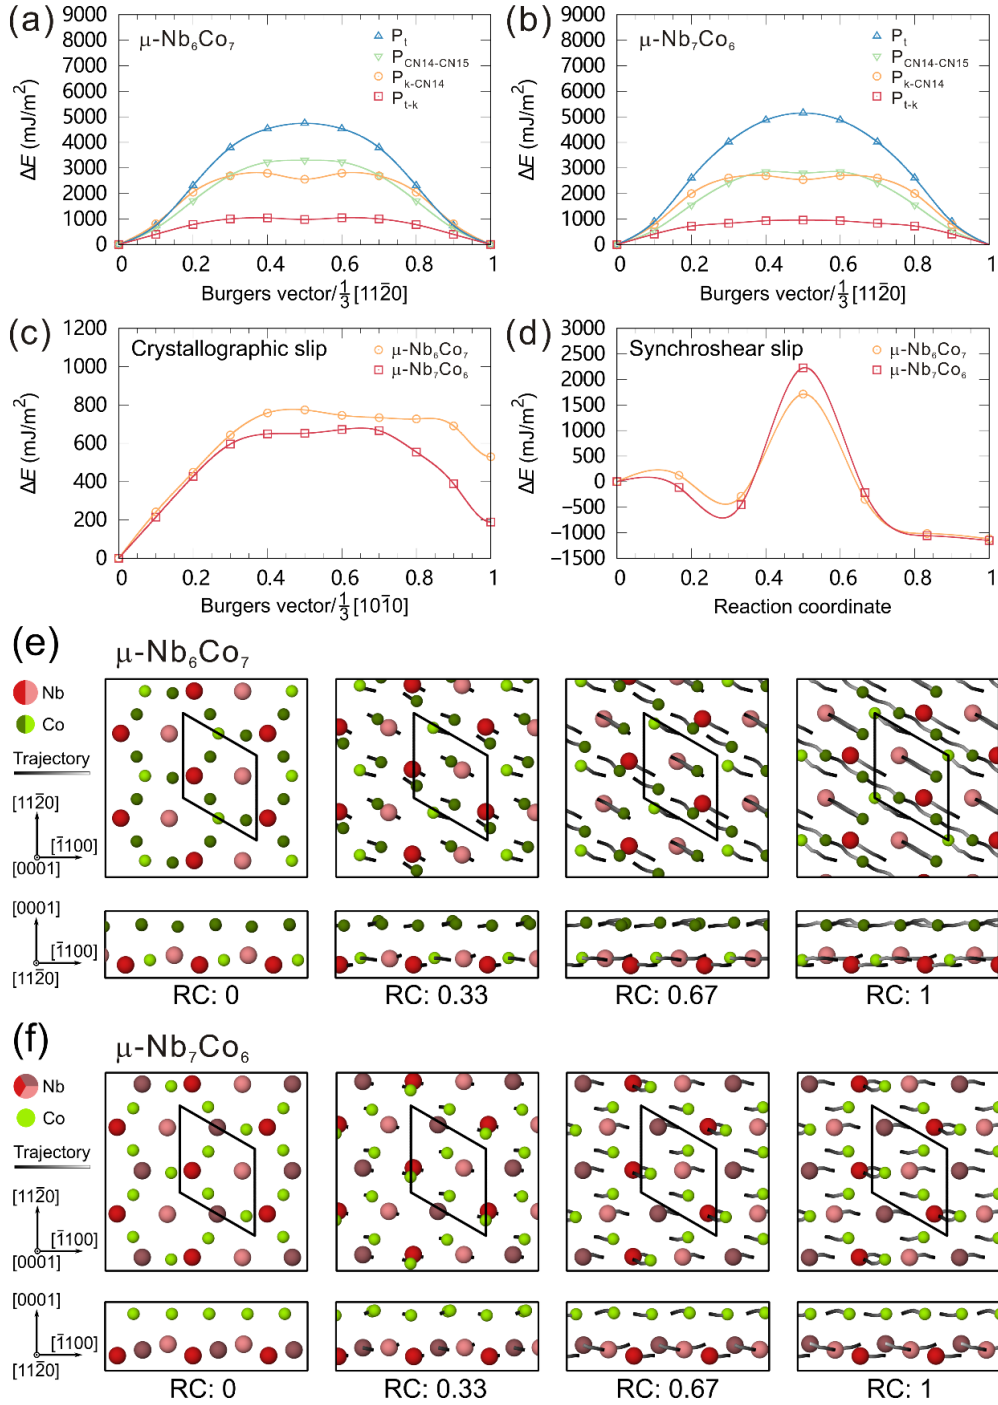 (a)
μ-Nb₆Co₇
Pₜ
P_CN14-CN15
P_k-CN14
P_t-k
9000
8000
7000
6000
5000
4000
3000
2000
1000
0
ΔE (mJ/m²)
0 0.2 0.4 0.6 0.8 1
Burgers vector/⅓[112̄0]
(b)
μ-Nb₇Co₆
Pₜ
P_CN14-CN15
P_k-CN14
P_t-k
9000
8000
7000
6000
5000
4000
3000
2000
1000
0
ΔE (mJ/m²)
0 0.2 0.4 0.6 0.8 1
Burgers vector/⅓[112̄0]
(c)
Crystallographic slip
μ-Nb₆Co₇
μ-Nb₇Co₆
1200
1000
800
600
400
200
0
ΔE (mJ/m²)
0 0.2 0.4 0.6 0.8 1
Burgers vector/⅓[101̄0]
(d)
Synchroshear slip
μ-Nb₆Co₇
μ-Nb₇Co₆
3000
2500
2000
1500
1000
500
0
−500
−1000
−1500
ΔE (mJ/m²)
0 0.2 0.4 0.6 0.8 1
Reaction coordinate
(e)
μ-Nb₆Co₇
Nb
Co
Trajectory
[112̄0]
[1̄100]
[0001]
[0001]
[1̄100]
[112̄0]
RC: 0 RC: 0.33 RC: 0.67 RC: 1
(f)
μ-Nb₇Co₆
Nb
Co
Trajectory
[112̄0]
[1̄100]
[0001]
[0001]
[1̄100]
[112̄0]
RC: 0 RC: 0.33 RC: 0.67 RC: 1